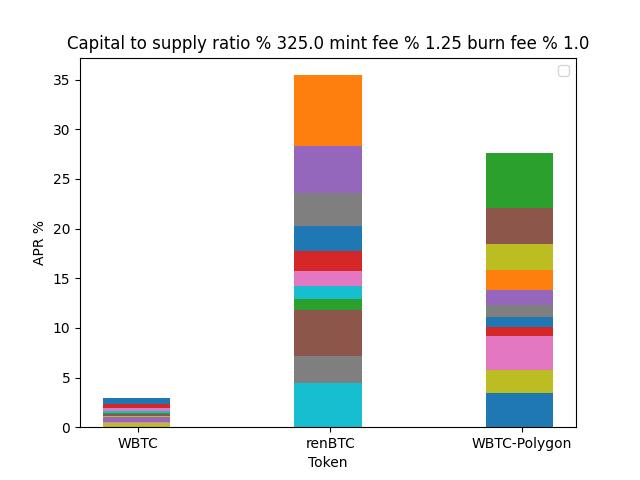 Capital to supply ratio % 325.0 mint fee % 1.25 burn fee % 1.0
35
30
25
20
15
10
5
0
APR %
WBTC
renBTC
WBTC-Polygon
Token